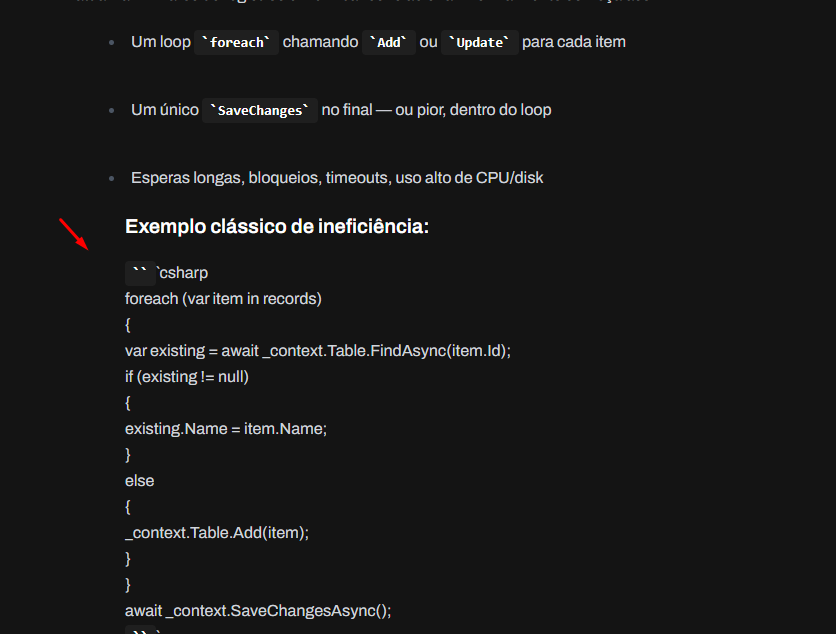 Um loop `foreach` chamando `Add` ou `Update` para cada item
Um único `SaveChanges` no final — ou pior, dentro do loop
Esperas longas, bloqueios, timeouts, uso alto de CPU/disk
Exemplo clássico de ineficiência:
`` `csharp
foreach (var item in records)
{
var existing = await _context.Table.FindAsync(item.Id);
if (existing != null)
{
existing.Name = item.Name;
}
else
{
_context.Table.Add(item);
}
}
await _context.SaveChangesAsync();
`` `